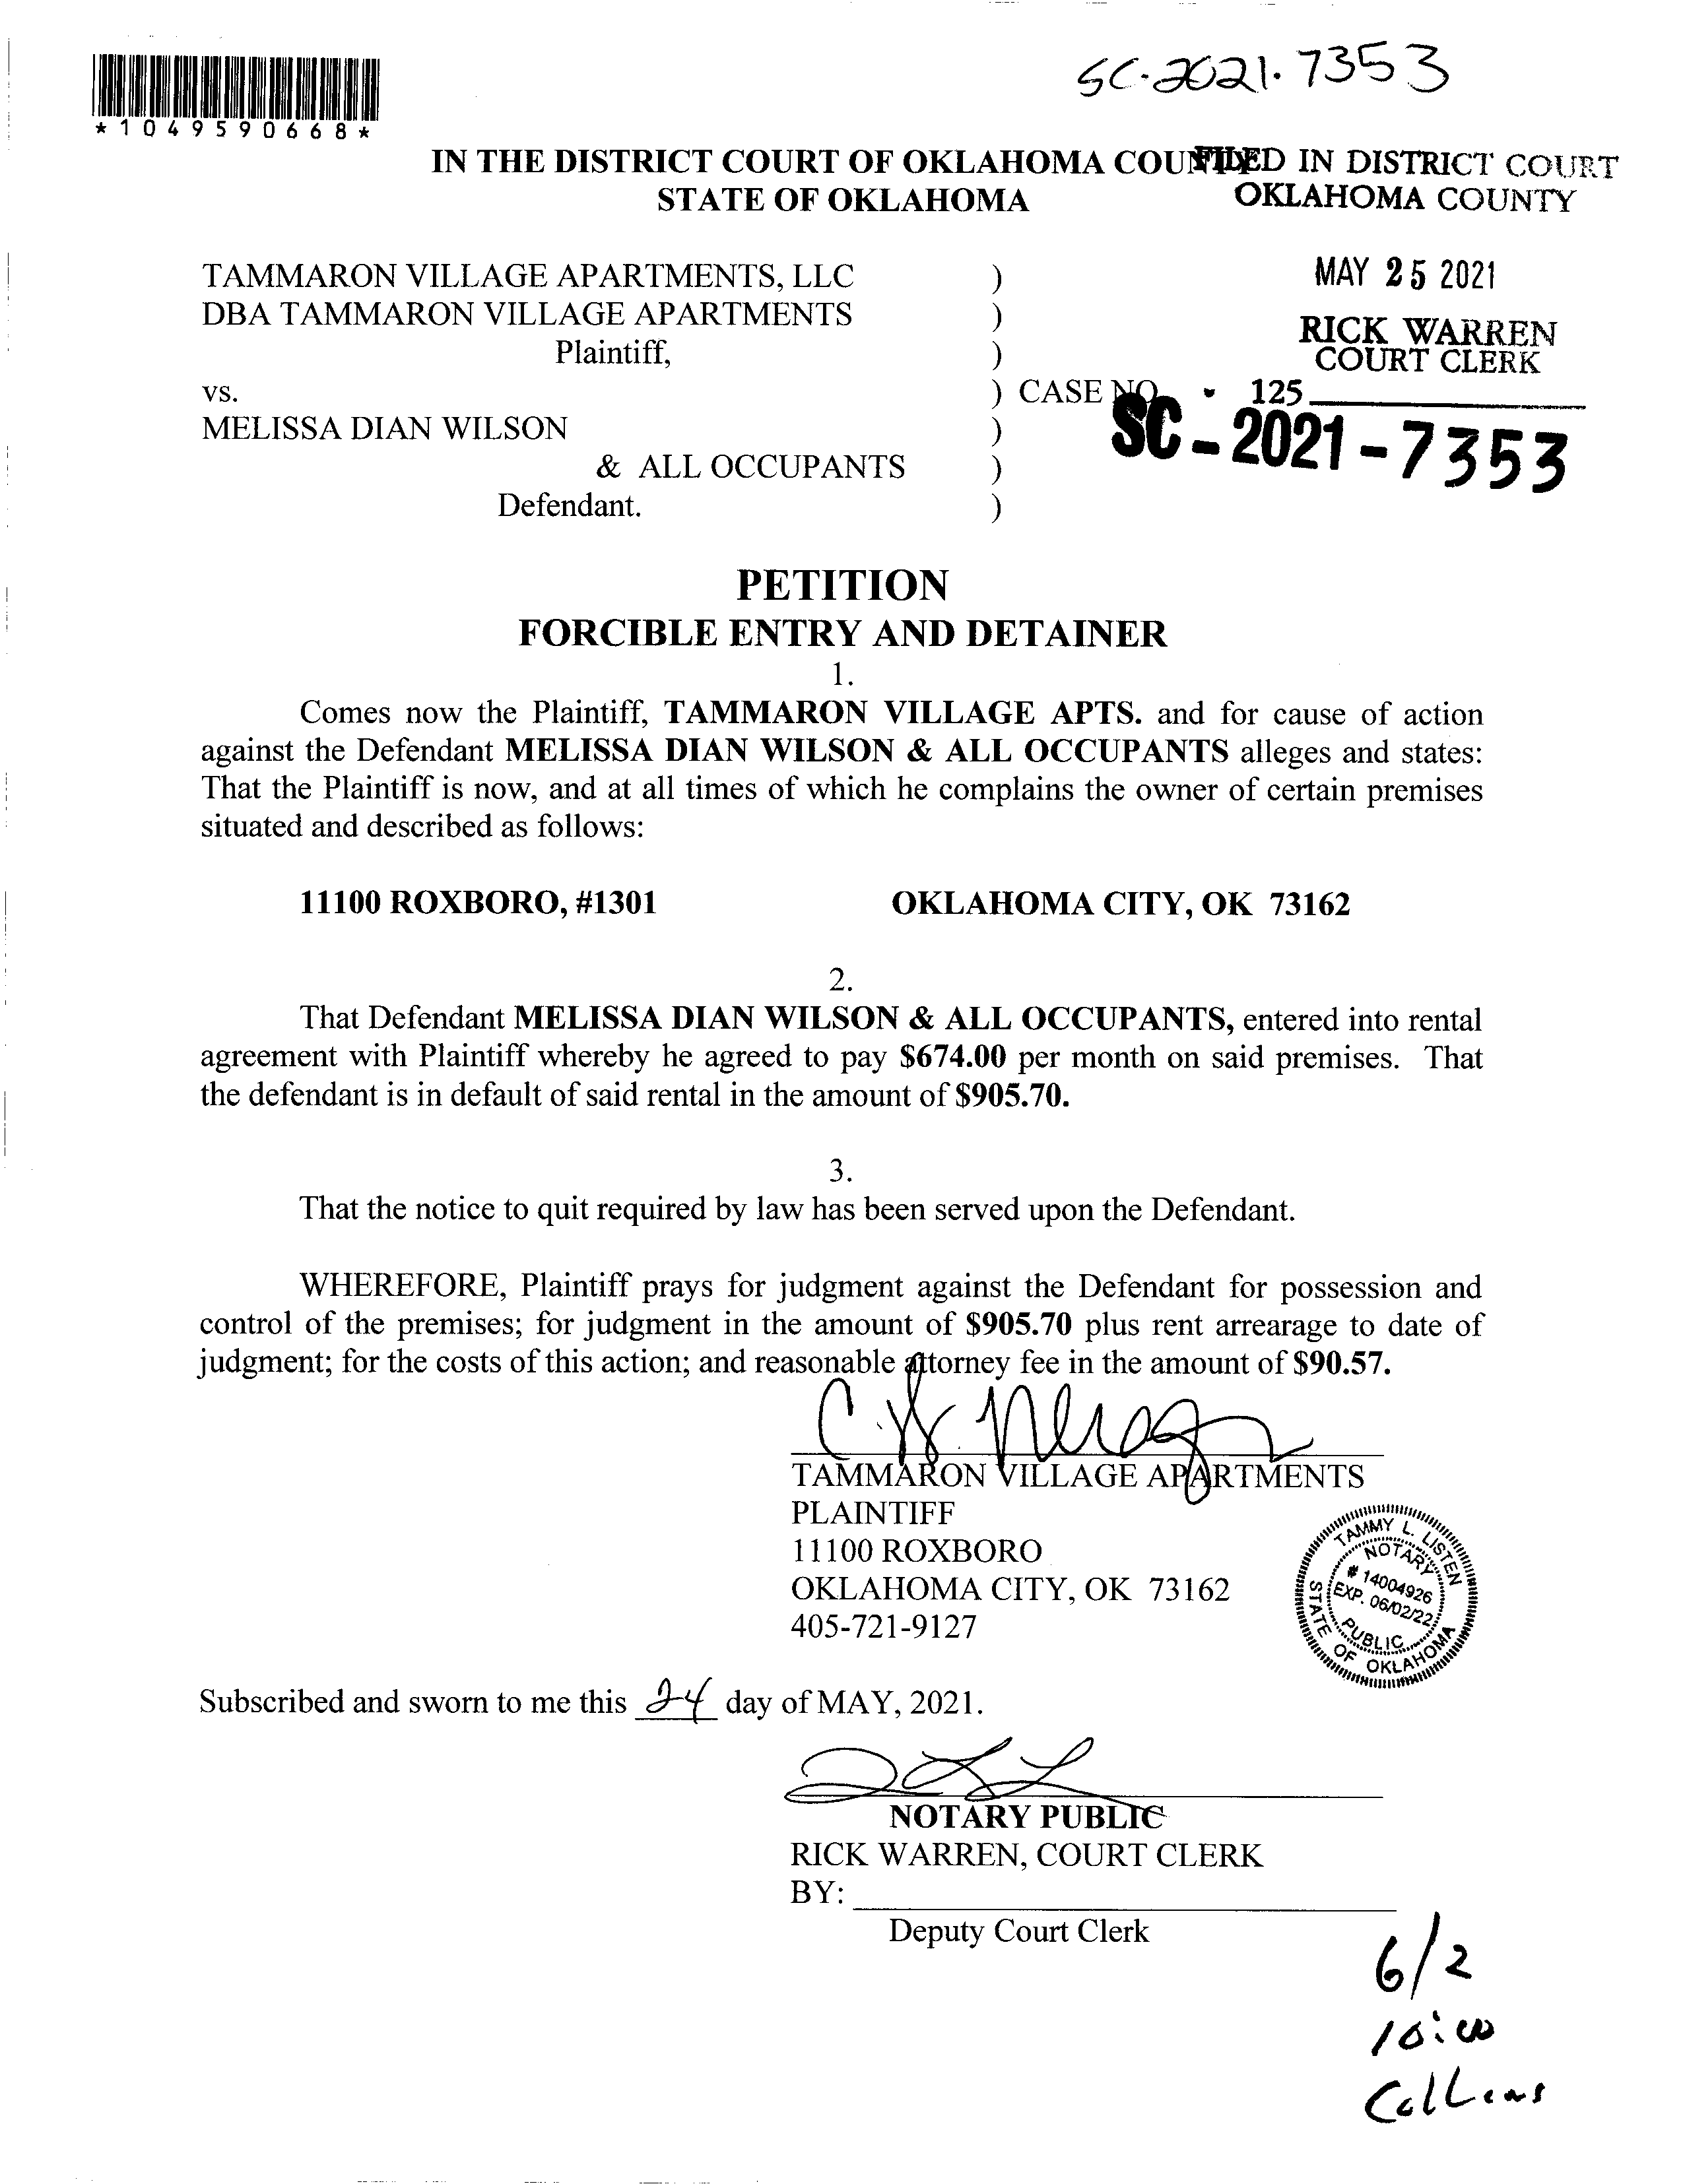 SC-2021-7353
*1049590668*
IN THE DISTRICT COURT OF OKLAHOMA COUNTY
STATE OF OKLAHOMA
FILED IN DISTRICT COURT
OKLAHOMA COUNTY
MAY 25 2021
RICK WARREN
COURT CLERK
125
TAMMARON VILLAGE APARTMENTS, LLC )
DBA TAMMARON VILLAGE APARTMENTS )
Plaintiff, )
vs. ) CASE NO.
SC-2021-7353
MELISSA DIAN WILSON )
& ALL OCCUPANTS )
Defendant. )
PETITION
FORCIBLE ENTRY AND DETAINER
1.
Comes now the Plaintiff, TAMMARON VILLAGE APTS. and for cause of action
against the Defendant MELISSA DIAN WILSON & ALL OCCUPANTS alleges and states:
That the Plaintiff is now, and at all times of which he complains the owner of certain premises
situated and described as follows:
11100 ROXBORO, #1301 OKLAHOMA CITY, OK 73162
2.
That Defendant MELISSA DIAN WILSON & ALL OCCUPANTS, entered into rental
agreement with Plaintiff whereby he agreed to pay $674.00 per month on said premises. That
the defendant is in default of said rental in the amount of $905.70.
3.
That the notice to quit required by law has been served upon the Defendant.
WHEREFORE, Plaintiff prays for judgment against the Defendant for possession and
control of the premises; for judgment in the amount of $905.70 plus rent arrearage to date of
judgment; for the costs of this action; and reasonable attorney fee in the amount of $90.57.
TAMMARON VILLAGE APARTMENTS
PLAINTIFF
11100 ROXBORO
OKLAHOMA CITY, OK 73162
405-721-9127
TAMMY L. LISTEN
NOTARY
# 14004926
EXP. 06/02/22
PUBLIC
STATE OF OKLAHOMA
Subscribed and sworn to me this 24 day of MAY, 2021.
NOTARY PUBLIC
RICK WARREN, COURT CLERK
BY:
Deputy Court Clerk
6/2
10:00
Collins